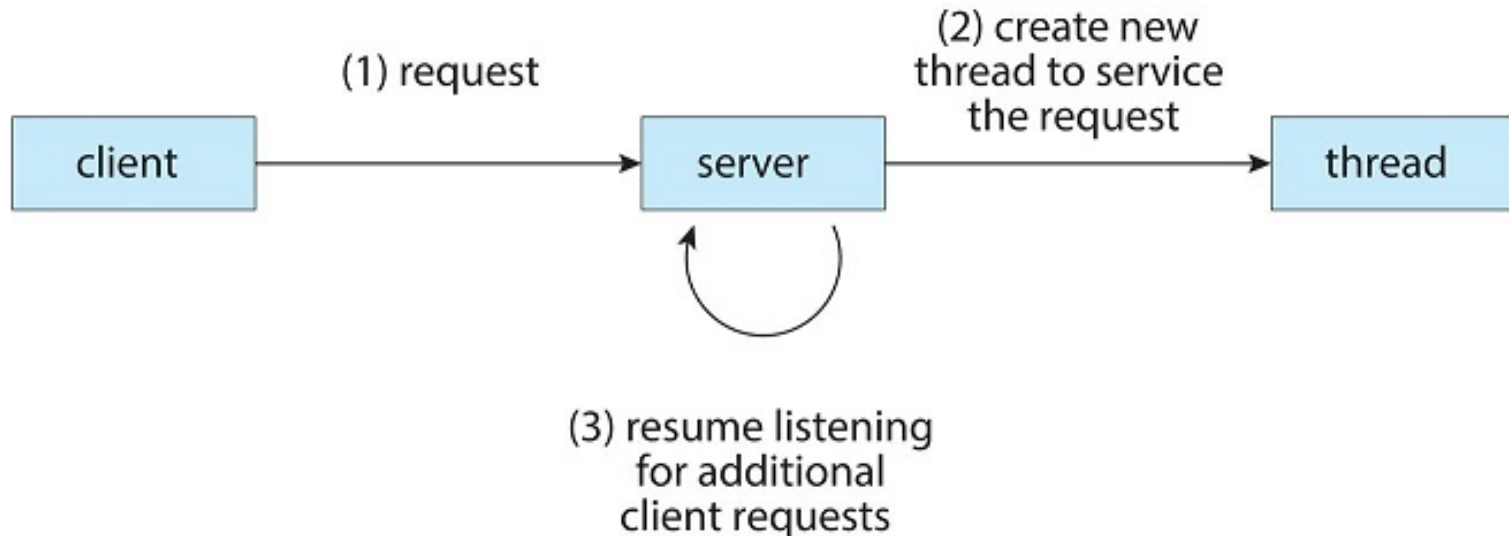 (1) request
(2) create new
thread to service
the request
client
server
thread
(3) resume listening
for additional
client requests